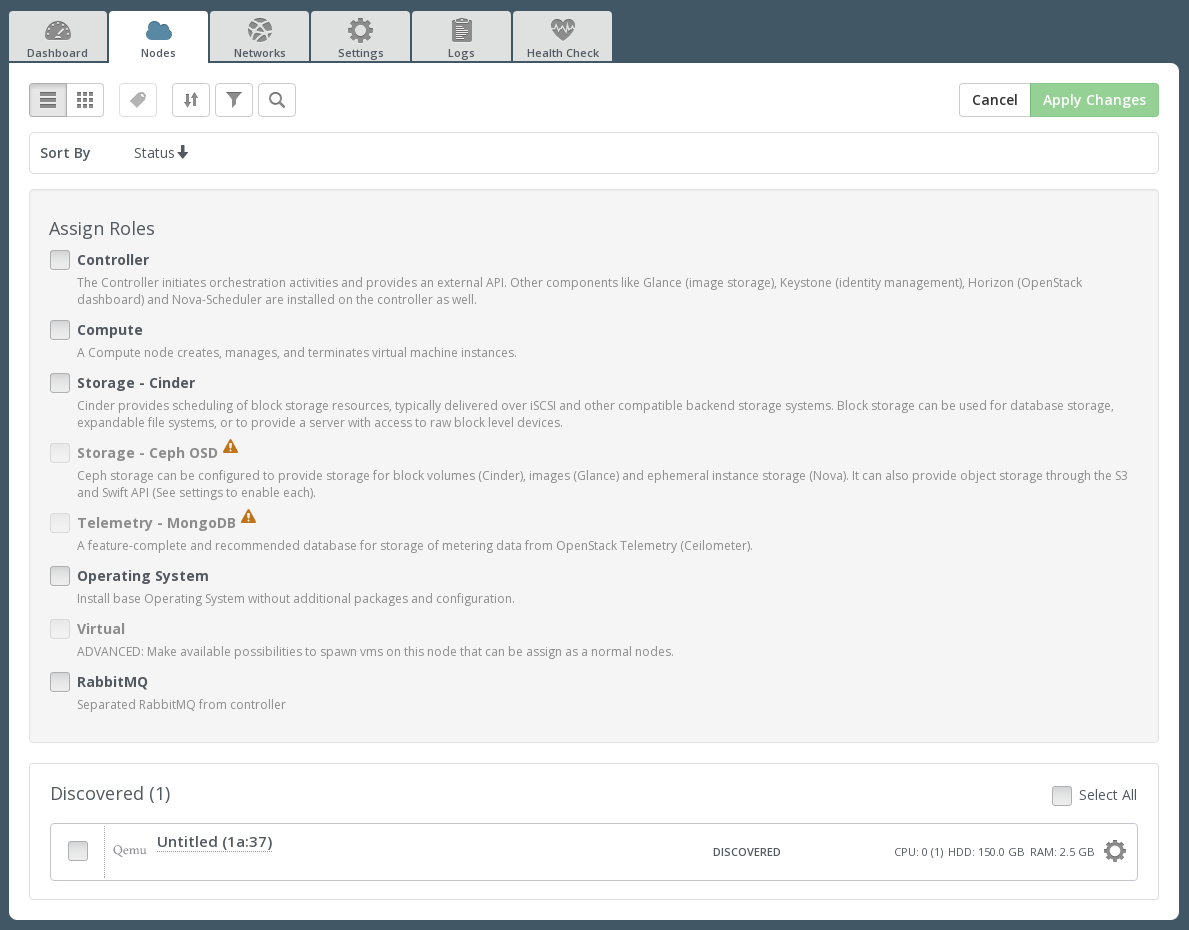 Dashboard
Nodes
Networks
Settings
Logs
Health Check
Cancel
Apply Changes
Sort By
Status
Assign Roles
Controller
The Controller initiates orchestration activities and provides an external API. Other components like Glance (image storage), Keystone (identity management), Horizon (OpenStack
dashboard) and Nova-Scheduler are installed on the controller as well.
Compute
A Compute node creates, manages, and terminates virtual machine instances.
Storage - Cinder
Cinder provides scheduling of block storage resources, typically delivered over iSCSI and other compatible backend storage systems. Block storage can be used for database storage,
expandable file systems, or to provide a server with access to raw block level devices.
Storage - Ceph OSD
Ceph storage can be configured to provide storage for block volumes (Cinder), images (Glance) and ephemeral instance storage (Nova). It can also provide object storage through the S3
and Swift API (See settings to enable each).
Telemetry - MongoDB
A feature-complete and recommended database for storage of metering data from OpenStack Telemetry (Ceilometer).
Operating System
Install base Operating System without additional packages and configuration.
Virtual
ADVANCED: Make available possibilities to spawn vms on this node that can be assign as a normal nodes.
RabbitMQ
Separated RabbitMQ from controller
Discovered (1)
Select All
Qemu
Untitled (1a:37)
DISCOVERED
CPU: 0 (1) HDD: 150.0 GB RAM: 2.5 GB